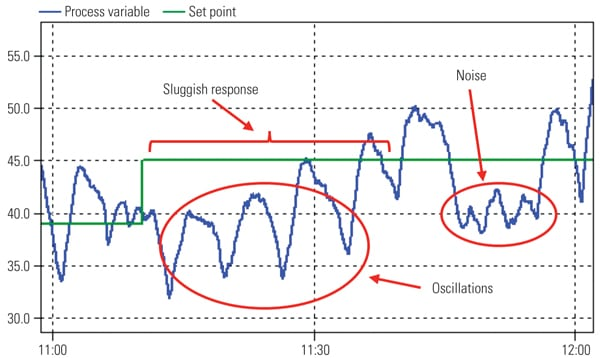 Process variable Set point
55.0
Noise
Sluggish response
50.0
45.0
40.0
35.0
Oscillations
30.0
11:00 11:30 12:00